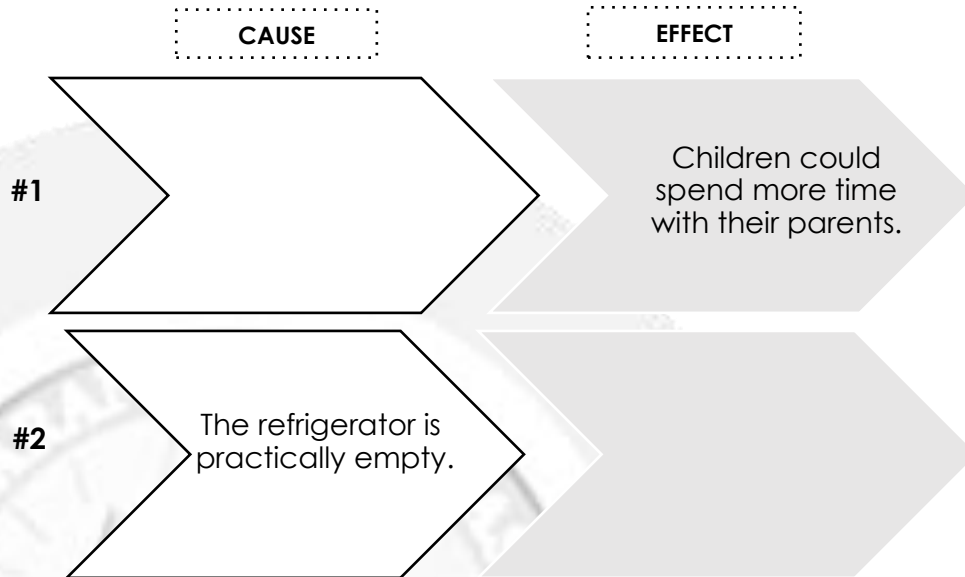 CAUSE
EFFECT
#1
Children could
spend more time
with their parents.
#2
The refrigerator is
practically empty.